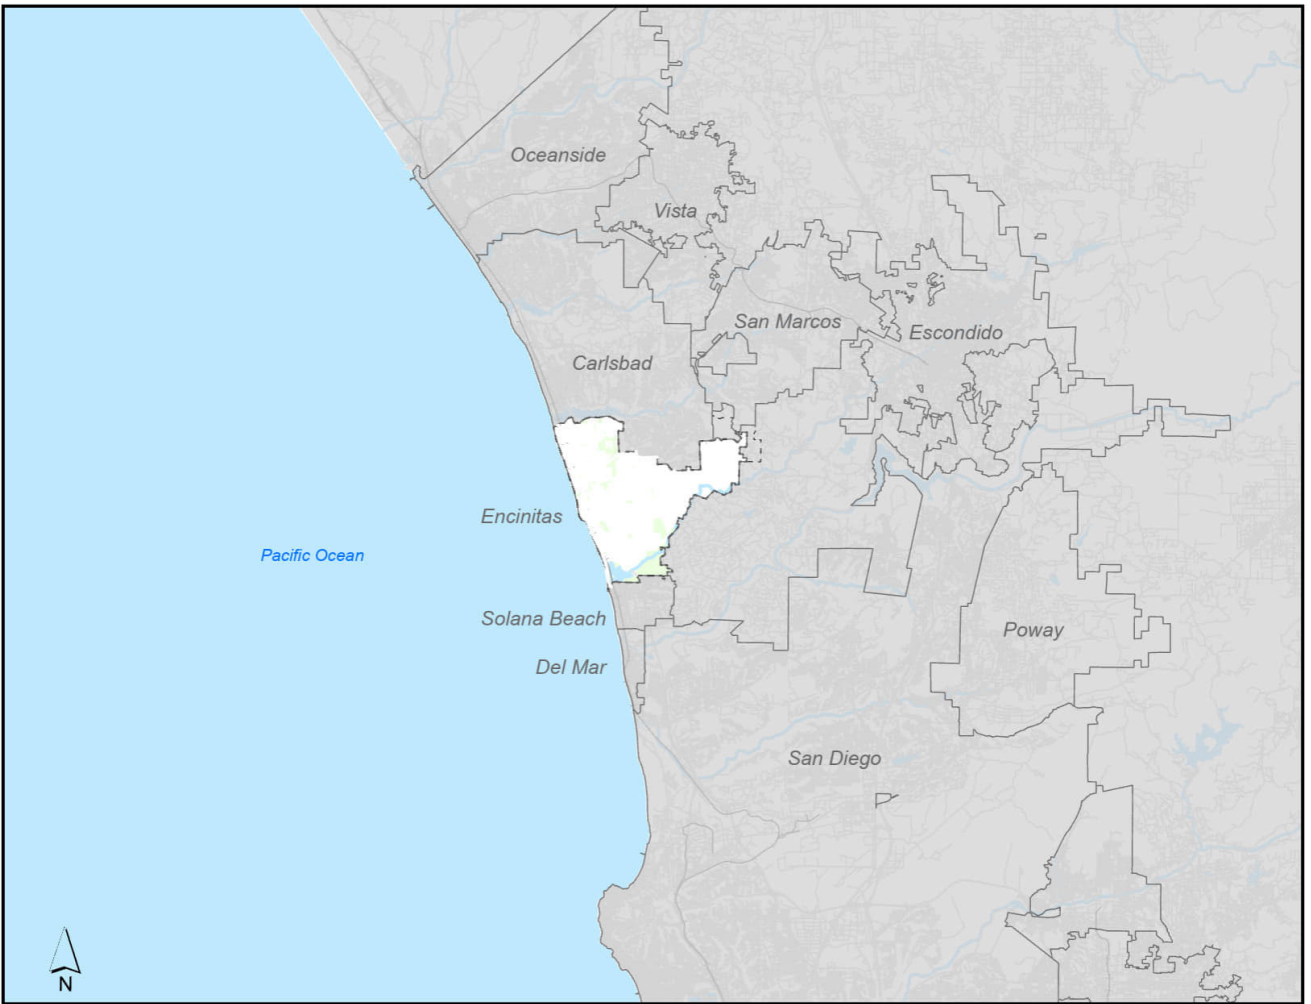 Oceanside
Vista
San Marcos
Escondido
Carlsbad
Encinitas
Pacific Ocean
Solana Beach
Poway
Del Mar
San Diego
N